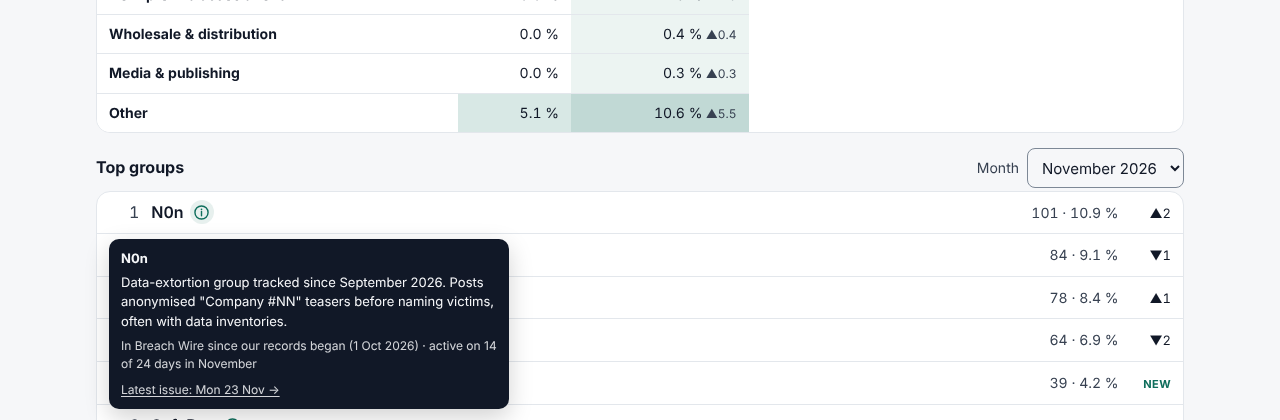 Wholesale & distribution 0.0 % 0.4 % ▲0.4
Media & publishing 0.0 % 0.3 % ▲0.3
Other 5.1 % 10.6 % ▲5.5
Top groups Month November 2026
1 N0n 101 · 10.9 % ▲2
84 · 9.1 % ▼1
78 · 8.4 % ▲1
64 · 6.9 % ▼2
39 · 4.2 % NEW
N0n
Data-extortion group tracked since September 2026. Posts
anonymised "Company #NN" teasers before naming victims,
often with data inventories.
In Breach Wire since our records began (1 Oct 2026) · active on 14
of 24 days in November
Latest issue: Mon 23 Nov →